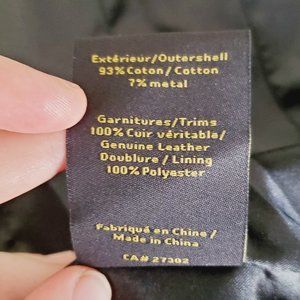 Extérieur/Outershell
93% Coton / Cotton
7% metal
Garnitures/Trims
100% Cuir véritable/
Genuine Leather
Doublure / Lining
100% Polyester
Fabriqué en Chine /
Made in China
CA# 27302